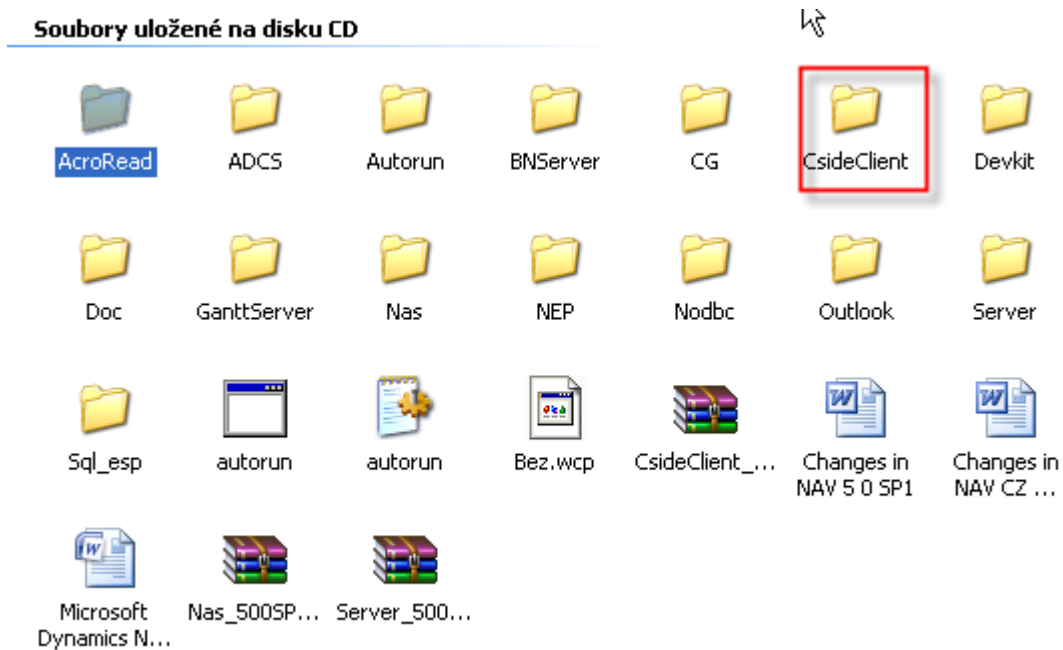 Soubory uložené na disku CD
AcroRead
ADCS
Autorun
BNServer
CG
CsideClient
Devkit
Doc
GanttServer
Nas
NEP
Nodbc
Outlook
Server
Sql_esp
autorun
autorun
Bez.wcp
CsideClient_...
Changes in
NAV 5 0 SP1
Changes in
NAV CZ ...
Microsoft
Dynamics N...
Nas_500SP...
Server_500...